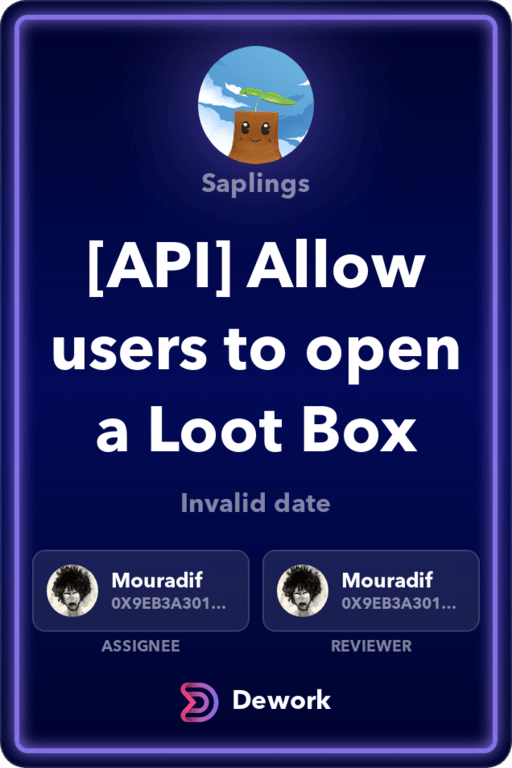 Saplings
[API] Allow
users to open
a Loot Box
Invalid date
Mouradif
0X9EB3A301...
ASSIGNEE
Mouradif
0X9EB3A301...
REVIEWER
Dework